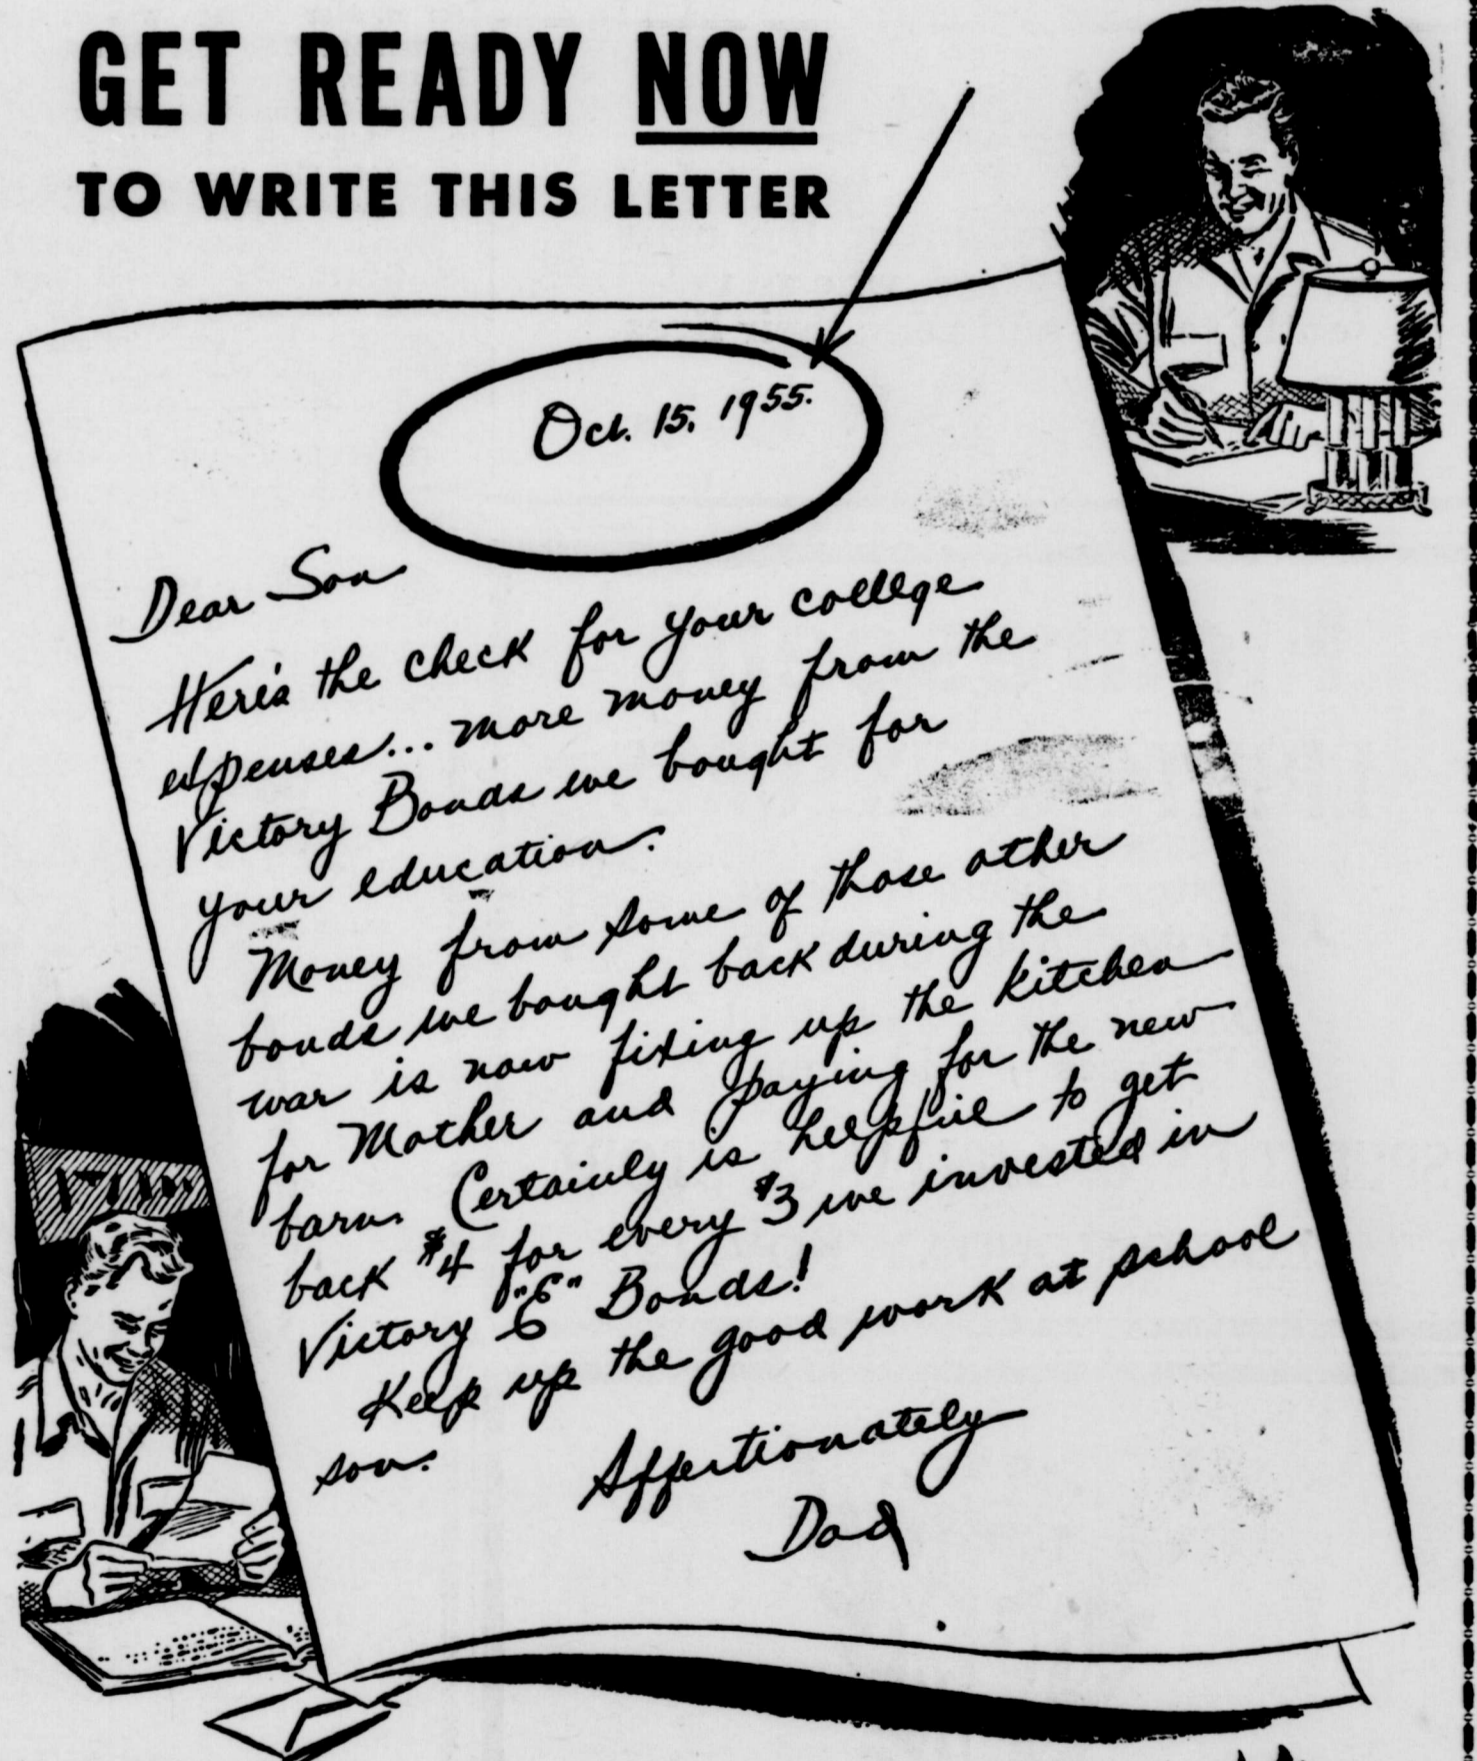 GET READY NOW
TO WRITE THIS LETTER
Oct. 15, 1955.
Dear Son
Here's the check for your college
expenses... more money from the
Victory Bonds we bought for
your education.
Money from some of those other
bonds we bought back during the
war is now fixing up the kitchen
for Mother and paying for the new
barn. Certainly is helpful to get
back $4 for every $3 we invested in
Victory "E" Bonds!
Keep up the good work at school
son.
Affectionately
Dad